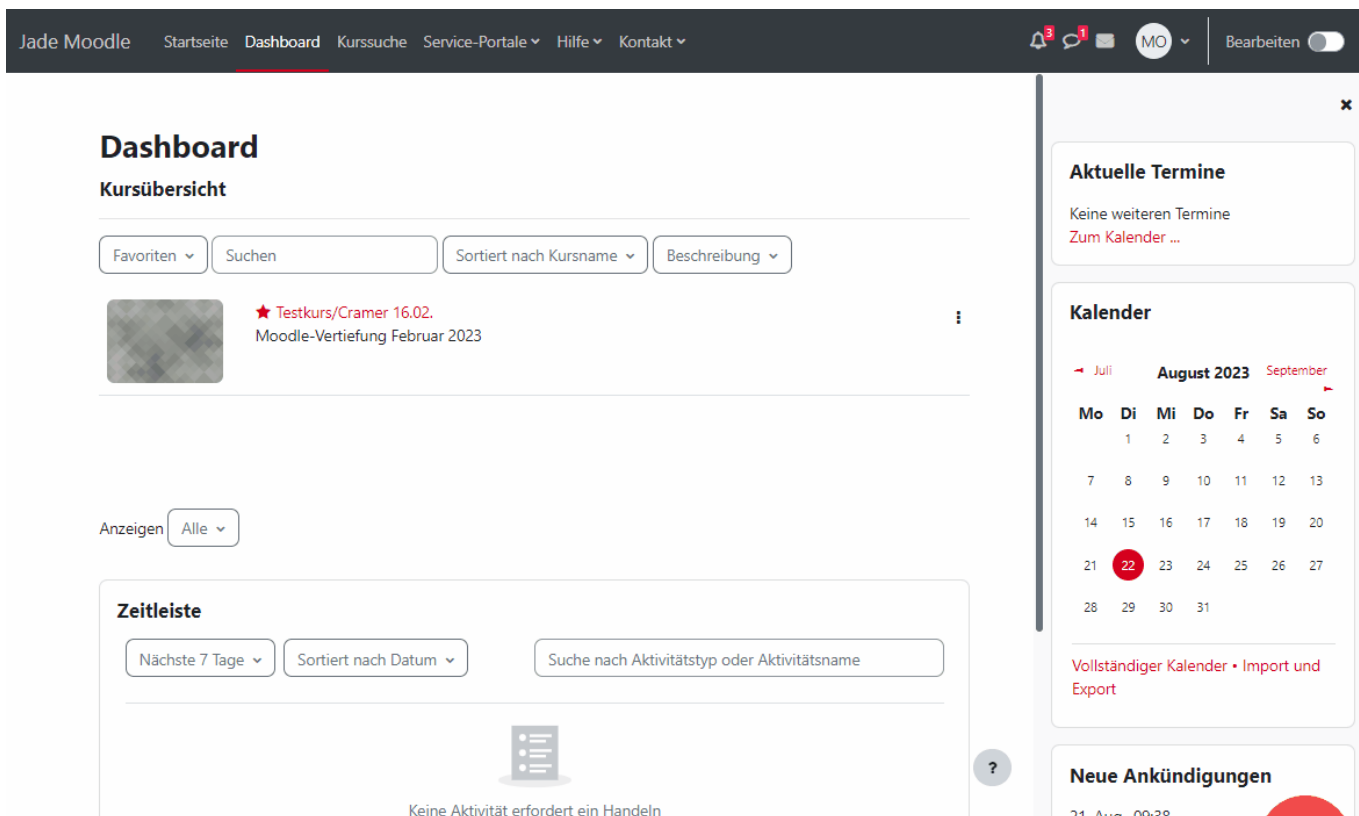 Jade Moodle Startseite Dashboard Kurssuche Service-Portale Hilfe Kontakt 3 1 MO Bearbeiten
Dashboard
Kursübersicht
Favoriten Suchen Sortiert nach Kursname Beschreibung
Testkurs/Cramer 16.02.
Moodle-Vertiefung Februar 2023
Anzeigen Alle
Zeitleiste
Nächste 7 Tage Sortiert nach Datum Suche nach Aktivitätstyp oder Aktivitätsname
Keine Aktivität erfordert ein Handeln
?
Aktuelle Termine
Keine weiteren Termine
Zum Kalender ...
Kalender
Juli August 2023 September
Mo Di Mi Do Fr Sa So
1 2 3 4 5 6
7 8 9 10 11 12 13
14 15 16 17 18 19 20
21 22 23 24 25 26 27
28 29 30 31
Vollständiger Kalender • Import und
Export
Neue Ankündigungen
21. Aug., 09:38